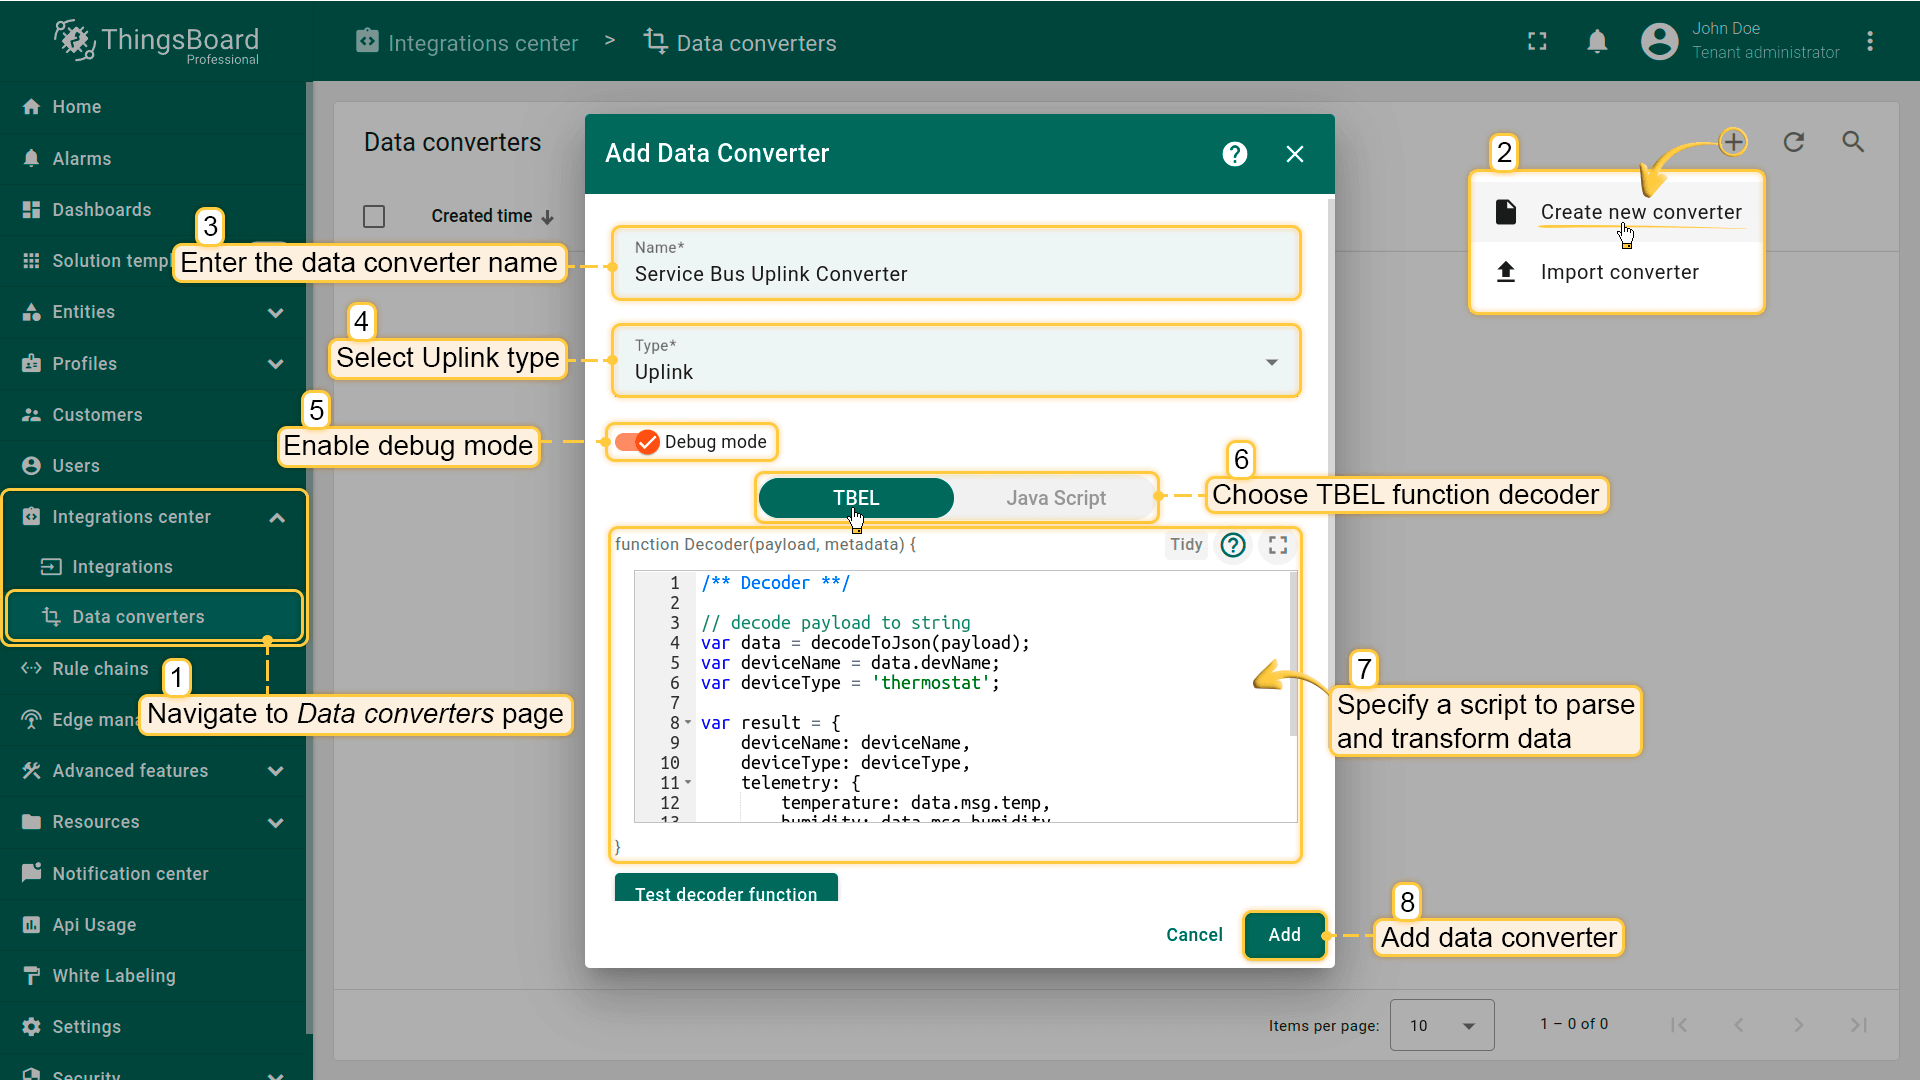 ThingsBoard
Professional
Integrations center > Data converters
John Doe
Tenant administrator
Home
Alarms
Dashboards
Solution templ
Entities
Profiles
Customers
Users
Integrations center
Integrations
Data converters
Rule chains
Edge mana
Advanced features
Resources
Notification center
Api Usage
White Labeling
Settings
Security
1
Navigate to Data converters page
Data converters
Created time
2
Create new converter
Import converter
Add Data Converter
3
Enter the data converter name
Name*
Service Bus Uplink Converter
4
Select Uplink type
Type*
Uplink
5
Enable debug mode
Debug mode
6
Choose TBEL function decoder
TBEL
Java Script
function Decoder(payload, metadata) {
Tidy
1 /** Decoder **/
2
3 // decode payload to string
4 var data = decodeToJson(payload);
5 var deviceName = data.devName;
6 var deviceType = 'thermostat';
7
8 var result = {
9 deviceName: deviceName,
10 deviceType: deviceType,
11 telemetry: {
12 temperature: data.msg.temp,
13 humidity: data.msg.humidity
}
7
Specify a script to parse
and transform data
Test decoder function
Cancel
Add
8
Add data converter
Items per page:
10
1 – 0 of 0